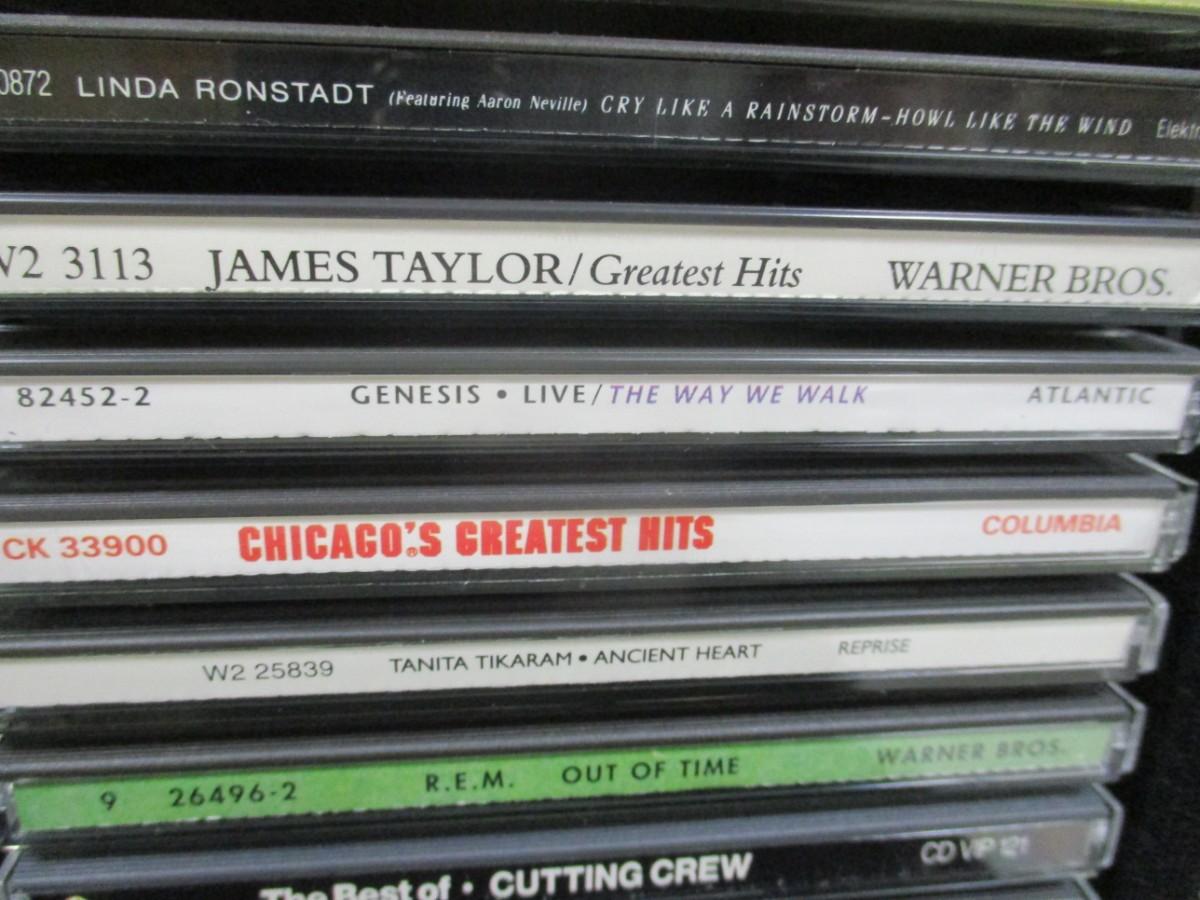 0872 LINDA RONSTADT (Featuring Aaron Neville) CRY LIKE A RAINSTORM-HOWL LIKE THE WIND Elekt
V2 3113 JAMES TAYLOR/Greatest Hits WARNER BROS.
82452-2 GENESIS • LIVE/THE WAY WE WALK ATLANTIC
CK 33900 CHICAGO'S GREATEST HITS COLUMBIA
W2 25839 TANITA TIKARAM • ANCIENT HEART REPRISE
9 26496-2 R.E.M. OUT OF TIME WARNER BROS.
The Best of • CUTTING CREW CD VIP 121